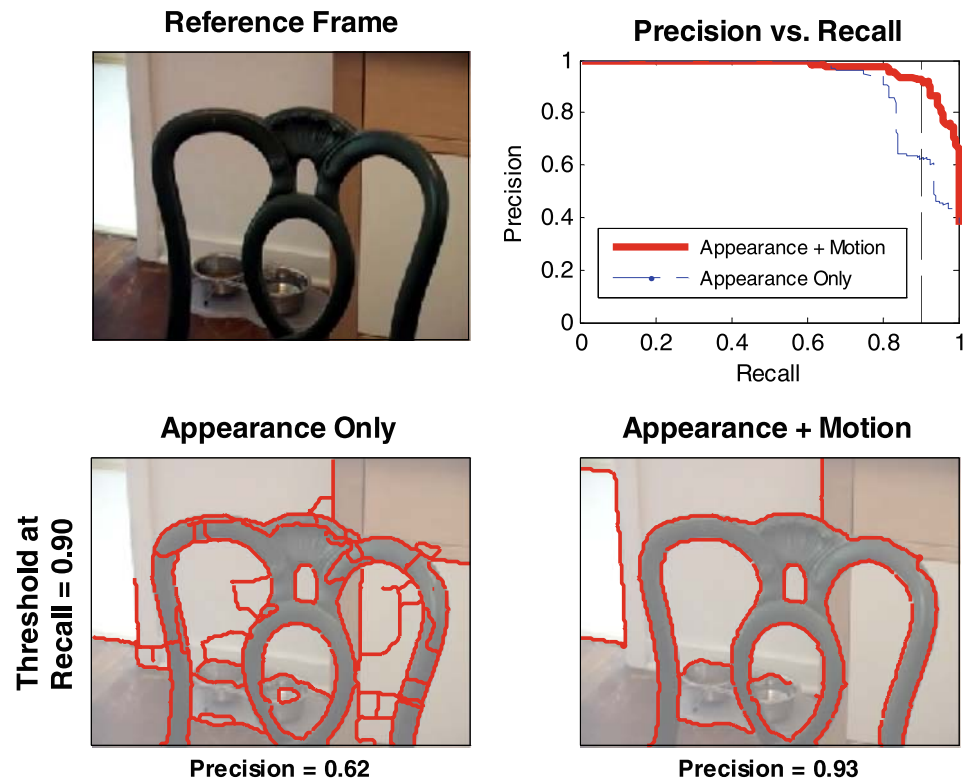 Reference Frame
Precision vs. Recall
1
0.8
0.6
0.4
0.2
0
Precision
Appearance + Motion
Appearance Only
0 0.2 0.4 0.6 0.8 1
Recall
Appearance Only
Appearance + Motion
Threshold at
Recall = 0.90
Precision = 0.62
Precision = 0.93